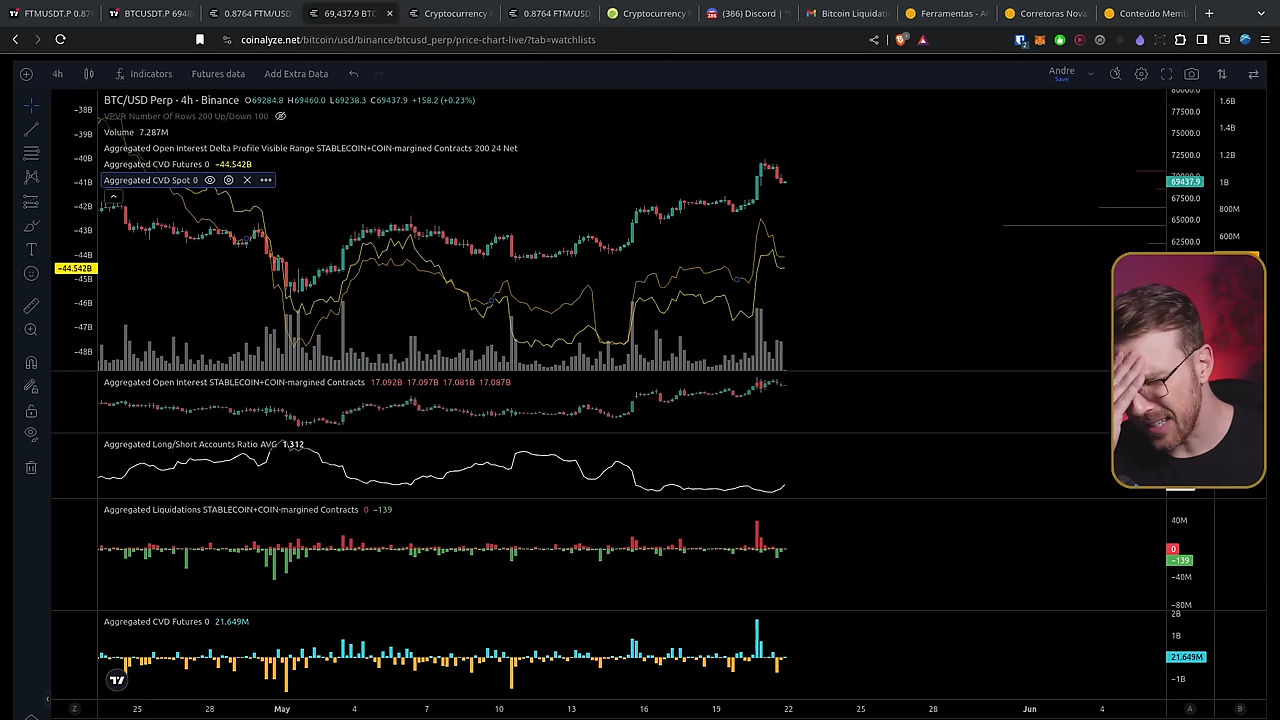 FTMUSDT.P 0.87
BTCUSDT.P 6948
0.8764 FTM/USD
69,437.9 BTC
Cryptocurrency F
0.8764 FTM/USD
Cryptocurrency
(386) Discord | "
Bitcoin Liquidati
Ferramentas - A
Corretoras Nova
Conteúdo Memb
coinalyze.net/bitcoin/usd/binance/btcusd_perp/price-chart-live/?tab=watchlists
4h Indicators Futures data Add Extra Data
Andre
Save
BTC/USD Perp · 4h · Binance O69284.8 H69460.0 L69238.3 C69437.9 +158.2 (+0.23%)
VPVR Number Of Rows 200 Up/Down 100
Volume 7.287M
Aggregated Open Interest Delta Profile Visible Range STABLECOIN+COIN-margined Contracts 200 24 Net
Aggregated CVD Futures 0 −44.542B
Aggregated CVD Spot 0
−38B
−39B
−40B
−41B
−42B
−43B
−44B
−44.542B
−45B
−46B
−47B
−48B
80000.0
77500.0
75000.0
72500.0
70000.0
69437.9
67500.0
65000.0
62500.0
1.6B
1.4B
1.2B
1B
800M
600M
Aggregated Open Interest STABLECOIN+COIN-margined Contracts 17.092B 17.097B 17.081B 17.087B
Aggregated Long/Short Accounts Ratio AVG 1.312
Aggregated Liquidations STABLECOIN+COIN-margined Contracts 0 −139
40M
0
−139
−40M
−80M
Aggregated CVD Futures 0 21.649M
2B
1B
21.649M
−1B
Z 25 28 May 4 7 10 13 16 19 22 25 28 Jun 4 A B